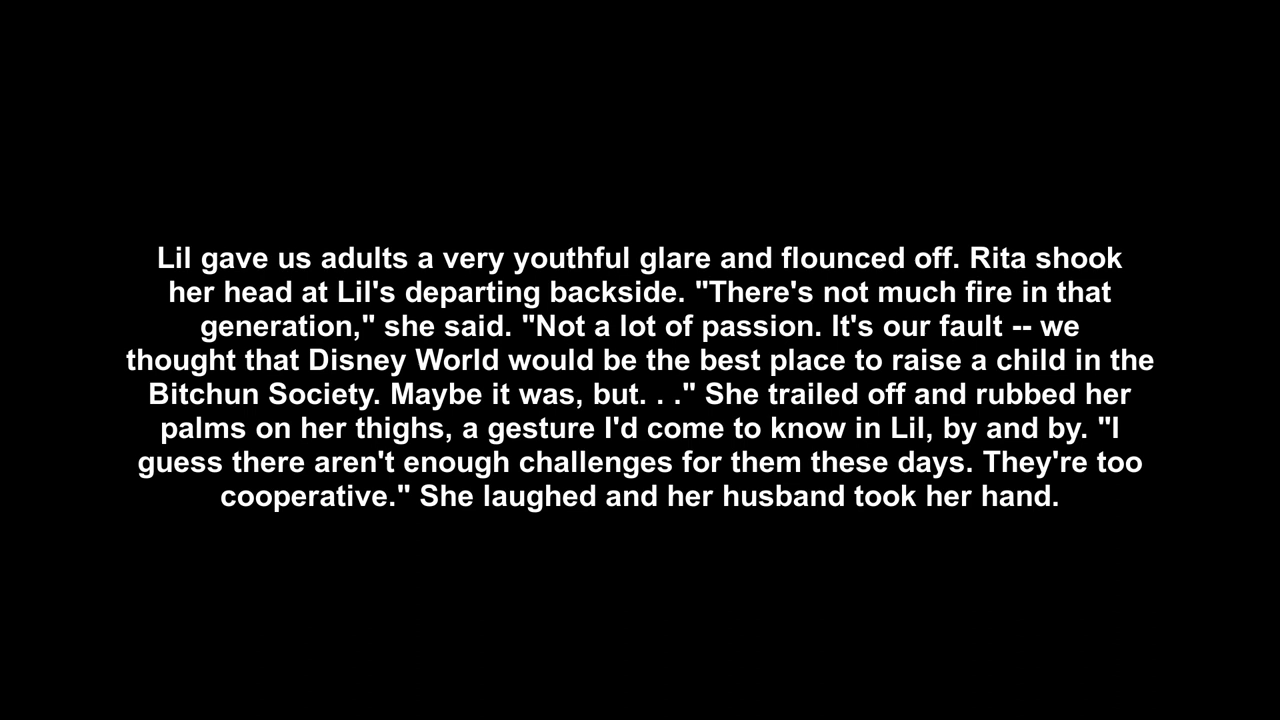 Lil gave us adults a very youthful glare and flounced off. Rita shook
her head at Lil's departing backside. "There's not much fire in that
generation," she said. "Not a lot of passion. It's our fault -- we
thought that Disney World would be the best place to raise a child in the
Bitchun Society. Maybe it was, but. . ." She trailed off and rubbed her
palms on her thighs, a gesture I'd come to know in Lil, by and by. "I
guess there aren't enough challenges for them these days. They're too
cooperative." She laughed and her husband took her hand.